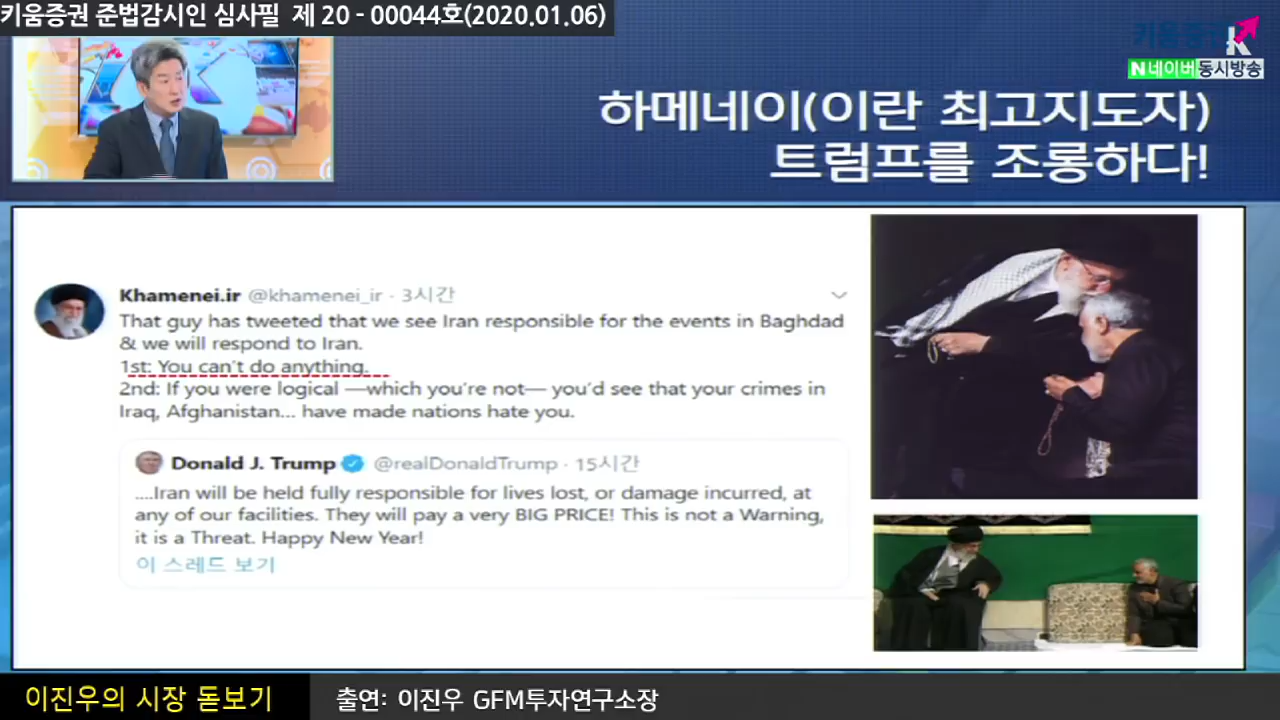 키움증권 준법감시인 심사필 제 20 - 00044호(2020.01.06)
키움증권
N 네이버 동시방송
하메네이(이란 최고지도자)
트럼프를 조롱하다!
Khamenei.ir @khamenei_ir · 3시간
That guy has tweeted that we see Iran responsible for the events in Baghdad
& we will respond to Iran.
1st: You can't do anything.
2nd: If you were logical —which you're not— you'd see that your crimes in
Iraq, Afghanistan... have made nations hate you.
Donald J. Trump @realDonaldTrump · 15시간
....Iran will be held fully responsible for lives lost, or damage incurred, at
any of our facilities. They will pay a very BIG PRICE! This is not a Warning,
it is a Threat. Happy New Year!
이 스레드 보기
이진우의 시장 돋보기
출연: 이진우 GFM투자연구소장